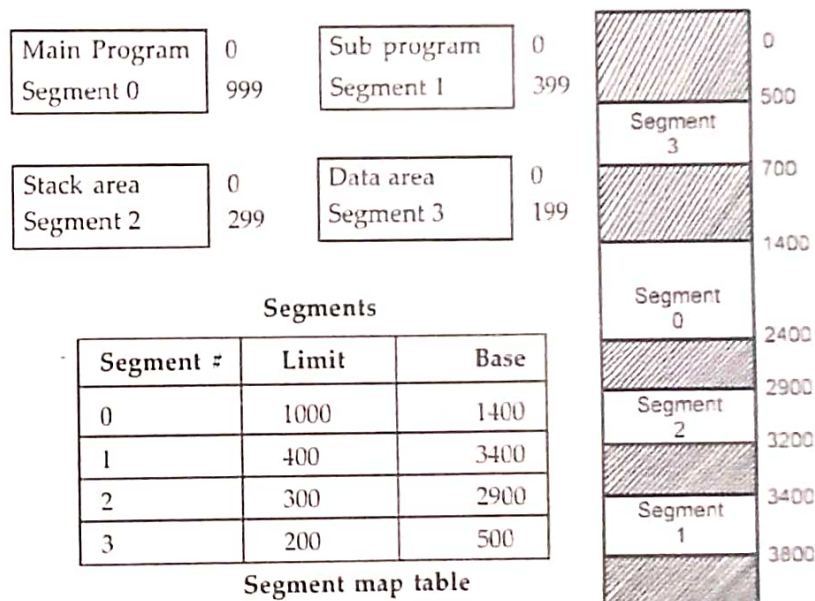 Main Program 0
Segment 0 999
Sub program 0
Segment 1 399
Stack area 0
Segment 2 299
Data area 0
Segment 3 199
Segments
Segment # Limit Base
0 1000 1400
1 400 3400
2 300 2900
3 200 500
Segment map table
0
500
Segment
3
700
1400
Segment
0
2400
2900
Segment
2
3200
3400
Segment
1
3800